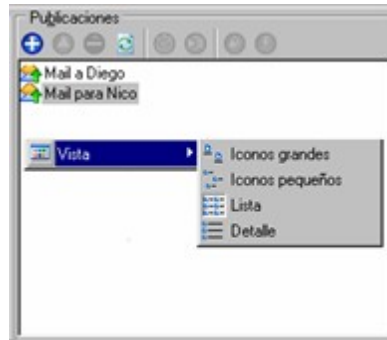 Publicaciones
Mail a Diego
Mail para Nico
Vista
Iconos grandes
Iconos pequeños
Lista
Detalle